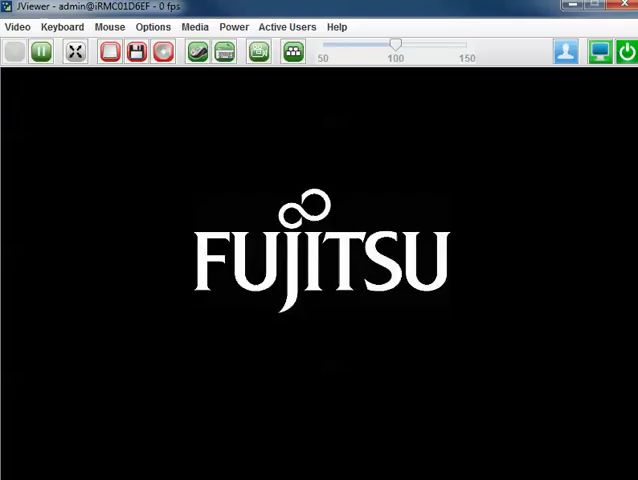 JViewer - admin@iRMC01D6EF - 0 fps
Video Keyboard Mouse Options Media Power Active Users Help
50 100 150
FUJITSU